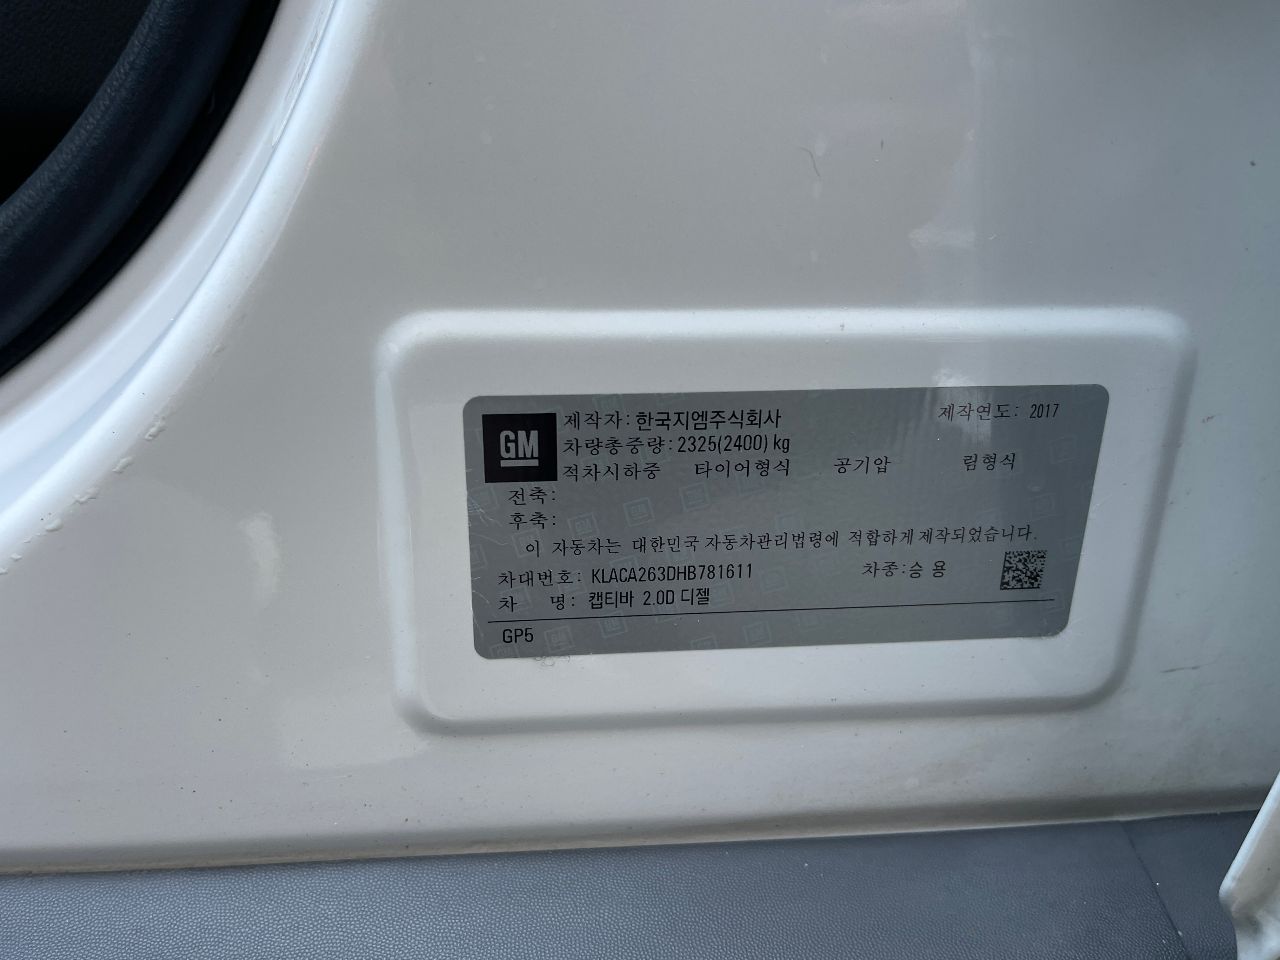 GM
제작자: 한국지엠주식회사 제작연도: 2017
차량총중량: 2325(2400) kg
적차시하중 타이어형식 공기압 림형식
전축:
후축:
이 자동차는 대한민국 자동차관리법령에 적합하게 제작되었습니다.
차대번호: KLACA263DHB781611 차종:승 용
차 명: 캡티바 2.0D 디젤
GP5